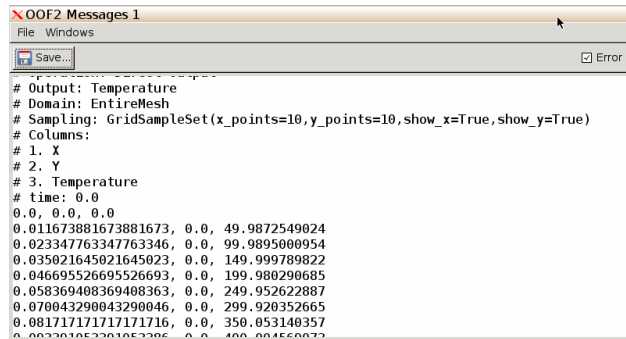 OOF2 Messages 1
File Windows
Save... Error
# Operation: Direct Output
# Output: Temperature
# Domain: EntireMesh
# Sampling: GridSampleSet(x_points=10,y_points=10,show_x=True,show_y=True)
# Columns:
# 1. X
# 2. Y
# 3. Temperature
# time: 0.0
0.0, 0.0, 0.0
0.011673881673881673, 0.0, 49.9872549024
0.023347763347763346, 0.0, 99.9895000954
0.035021645021645023, 0.0, 149.999789822
0.046695526695526693, 0.0, 199.980290685
0.058369408369408363, 0.0, 249.952622887
0.070043290043290046, 0.0, 299.920352665
0.081717171717171716, 0.0, 350.053140357